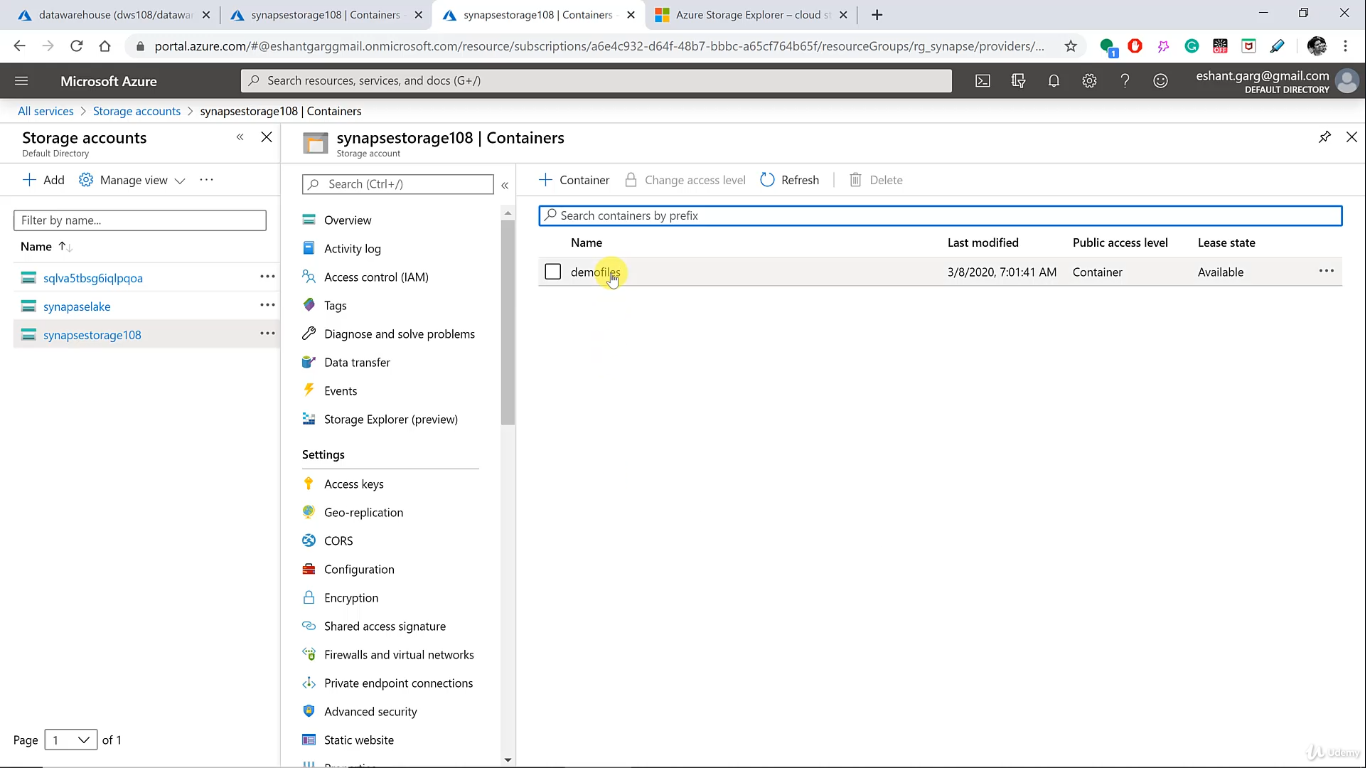 datawarehouse (dws108/datawar
synapsestorage108 | Containers
synapsestorage108 | Containers
Azure Storage Explorer – cloud st
portal.azure.com/#@eshantgarggmail.onmicrosoft.com/resource/subscriptions/a6e4c932-d64f-48b7-bbbc-a65cf764b65f/resourceGroups/rg_synapse/providers/...
1
OFF
Microsoft Azure
Search resources, services, and docs (G+/)
eshant.garg@gmail.com
DEFAULT DIRECTORY
All services > Storage accounts > synapsestorage108 | Containers
Storage accounts
Default Directory
Add
Manage view
Filter by name...
Name
sqlva5tbsg6iqlpqoa
synapaselake
synapsestorage108
Page 1 of 1
synapsestorage108 | Containers
Storage account
Search (Ctrl+/)
Overview
Activity log
Access control (IAM)
Tags
Diagnose and solve problems
Data transfer
Events
Storage Explorer (preview)
Settings
Access keys
Geo-replication
CORS
Configuration
Encryption
Shared access signature
Firewalls and virtual networks
Private endpoint connections
Advanced security
Static website
Container
Change access level
Refresh
Delete
Search containers by prefix
Name Last modified Public access level Lease state
demofiles 3/8/2020, 7:01:41 AM Container Available
Udemy